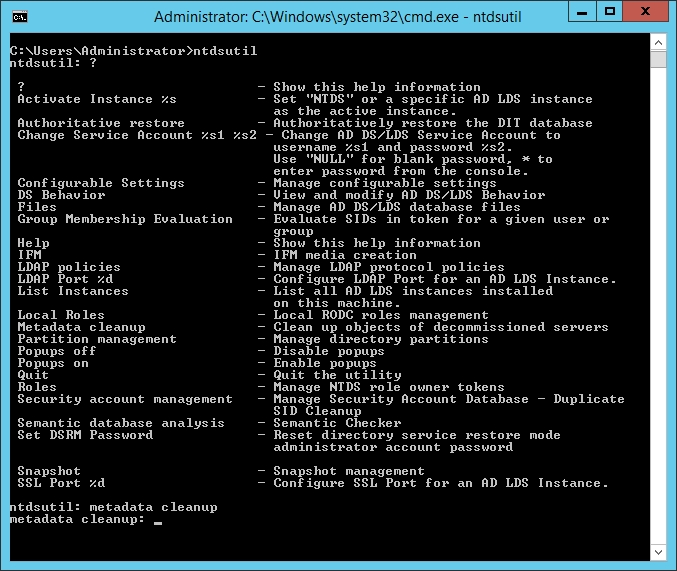 Administrator: C:\Windows\system32\cmd.exe - ntdsutil
C:\Users\Administrator>ntdsutil
ntdsutil: ?
? - Show this help information
Activate Instance %s - Set "NTDS" or a specific AD LDS instance
as the active instance.
Authoritative restore - Authoritatively restore the DIT database
Change Service Account %s1 %s2 - Change AD DS/LDS Service Account to
username %s1 and password %s2.
Use "NULL" for blank password, * to
enter password from the console.
Configurable Settings - Manage configurable settings
DS Behavior - View and modify AD DS/LDS Behavior
Files - Manage AD DS/LDS database files
Group Membership Evaluation - Evaluate SIDs in token for a given user or
group
Help - Show this help information
IFM - IFM media creation
LDAP policies - Manage LDAP protocol policies
LDAP Port %d - Configure LDAP Port for an AD LDS Instance.
List Instances - List all AD LDS instances installed
on this machine.
Local Roles - Local RODC roles management
Metadata cleanup - Clean up objects of decommissioned servers
Partition management - Manage directory partitions
Popups off - Disable popups
Popups on - Enable popups
Quit - Quit the utility
Roles - Manage NTDS role owner tokens
Security account management - Manage Security Account Database - Duplicate
SID Cleanup
Semantic database analysis - Semantic Checker
Set DSRM Password - Reset directory service restore mode
administrator account password
Snapshot - Snapshot management
SSL Port %d - Configure SSL Port for an AD LDS Instance.
ntdsutil: metadata cleanup
metadata cleanup: _